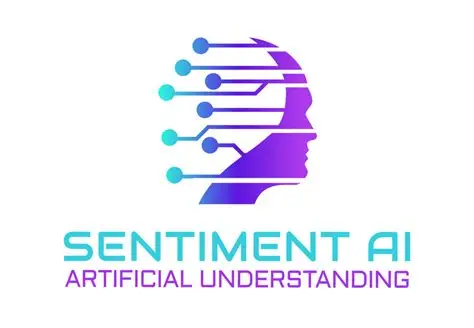 SENTIMENT AI
ARTIFICIAL UNDERSTANDING